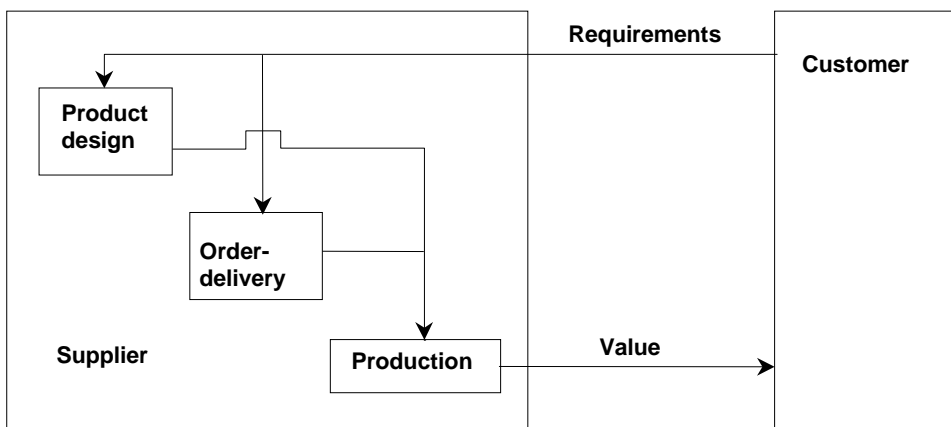 Requirements
Customer
Product
design
Order-
delivery
Supplier
Production
Value